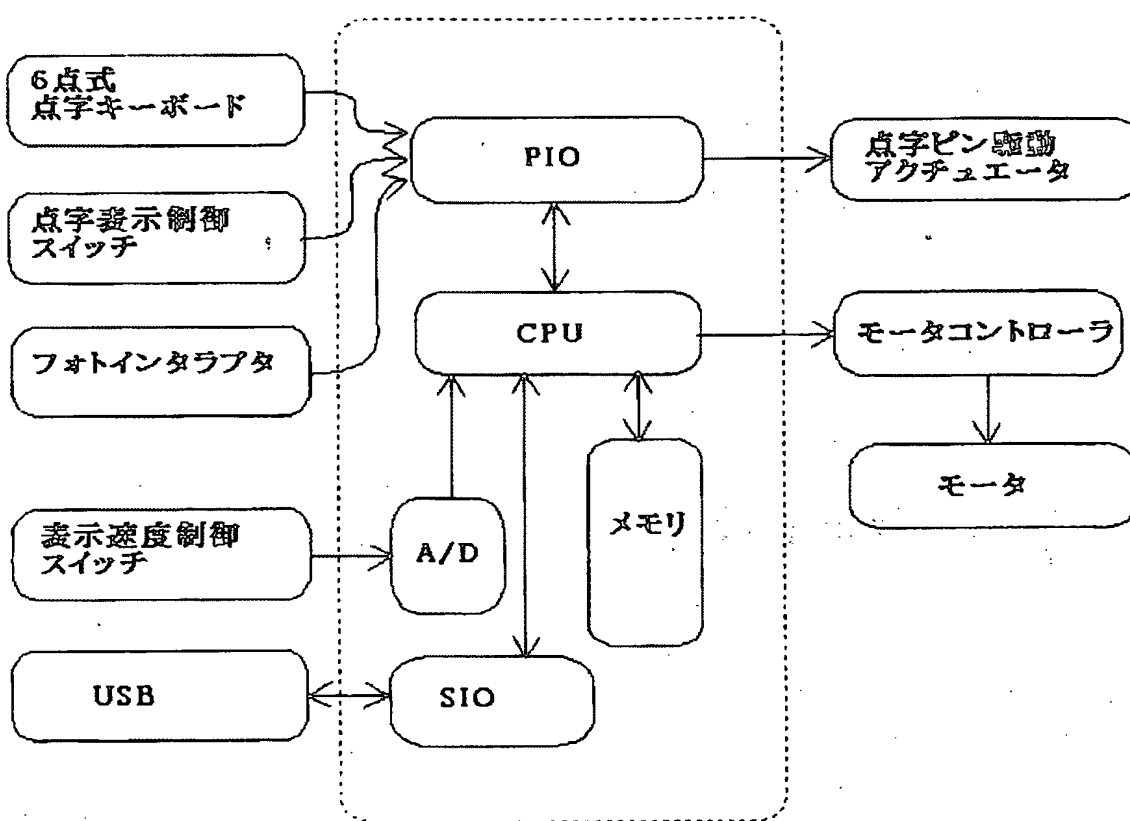 6点式
点字キーボード
PIO
点字ピン駆動
アクチュエータ
点字表示制御
スイッチ
CPU
モータコントローラ
フォトインタラプタ
モータ
メモリ
表示速度制御
スイッチ
A/D
USB
SIO